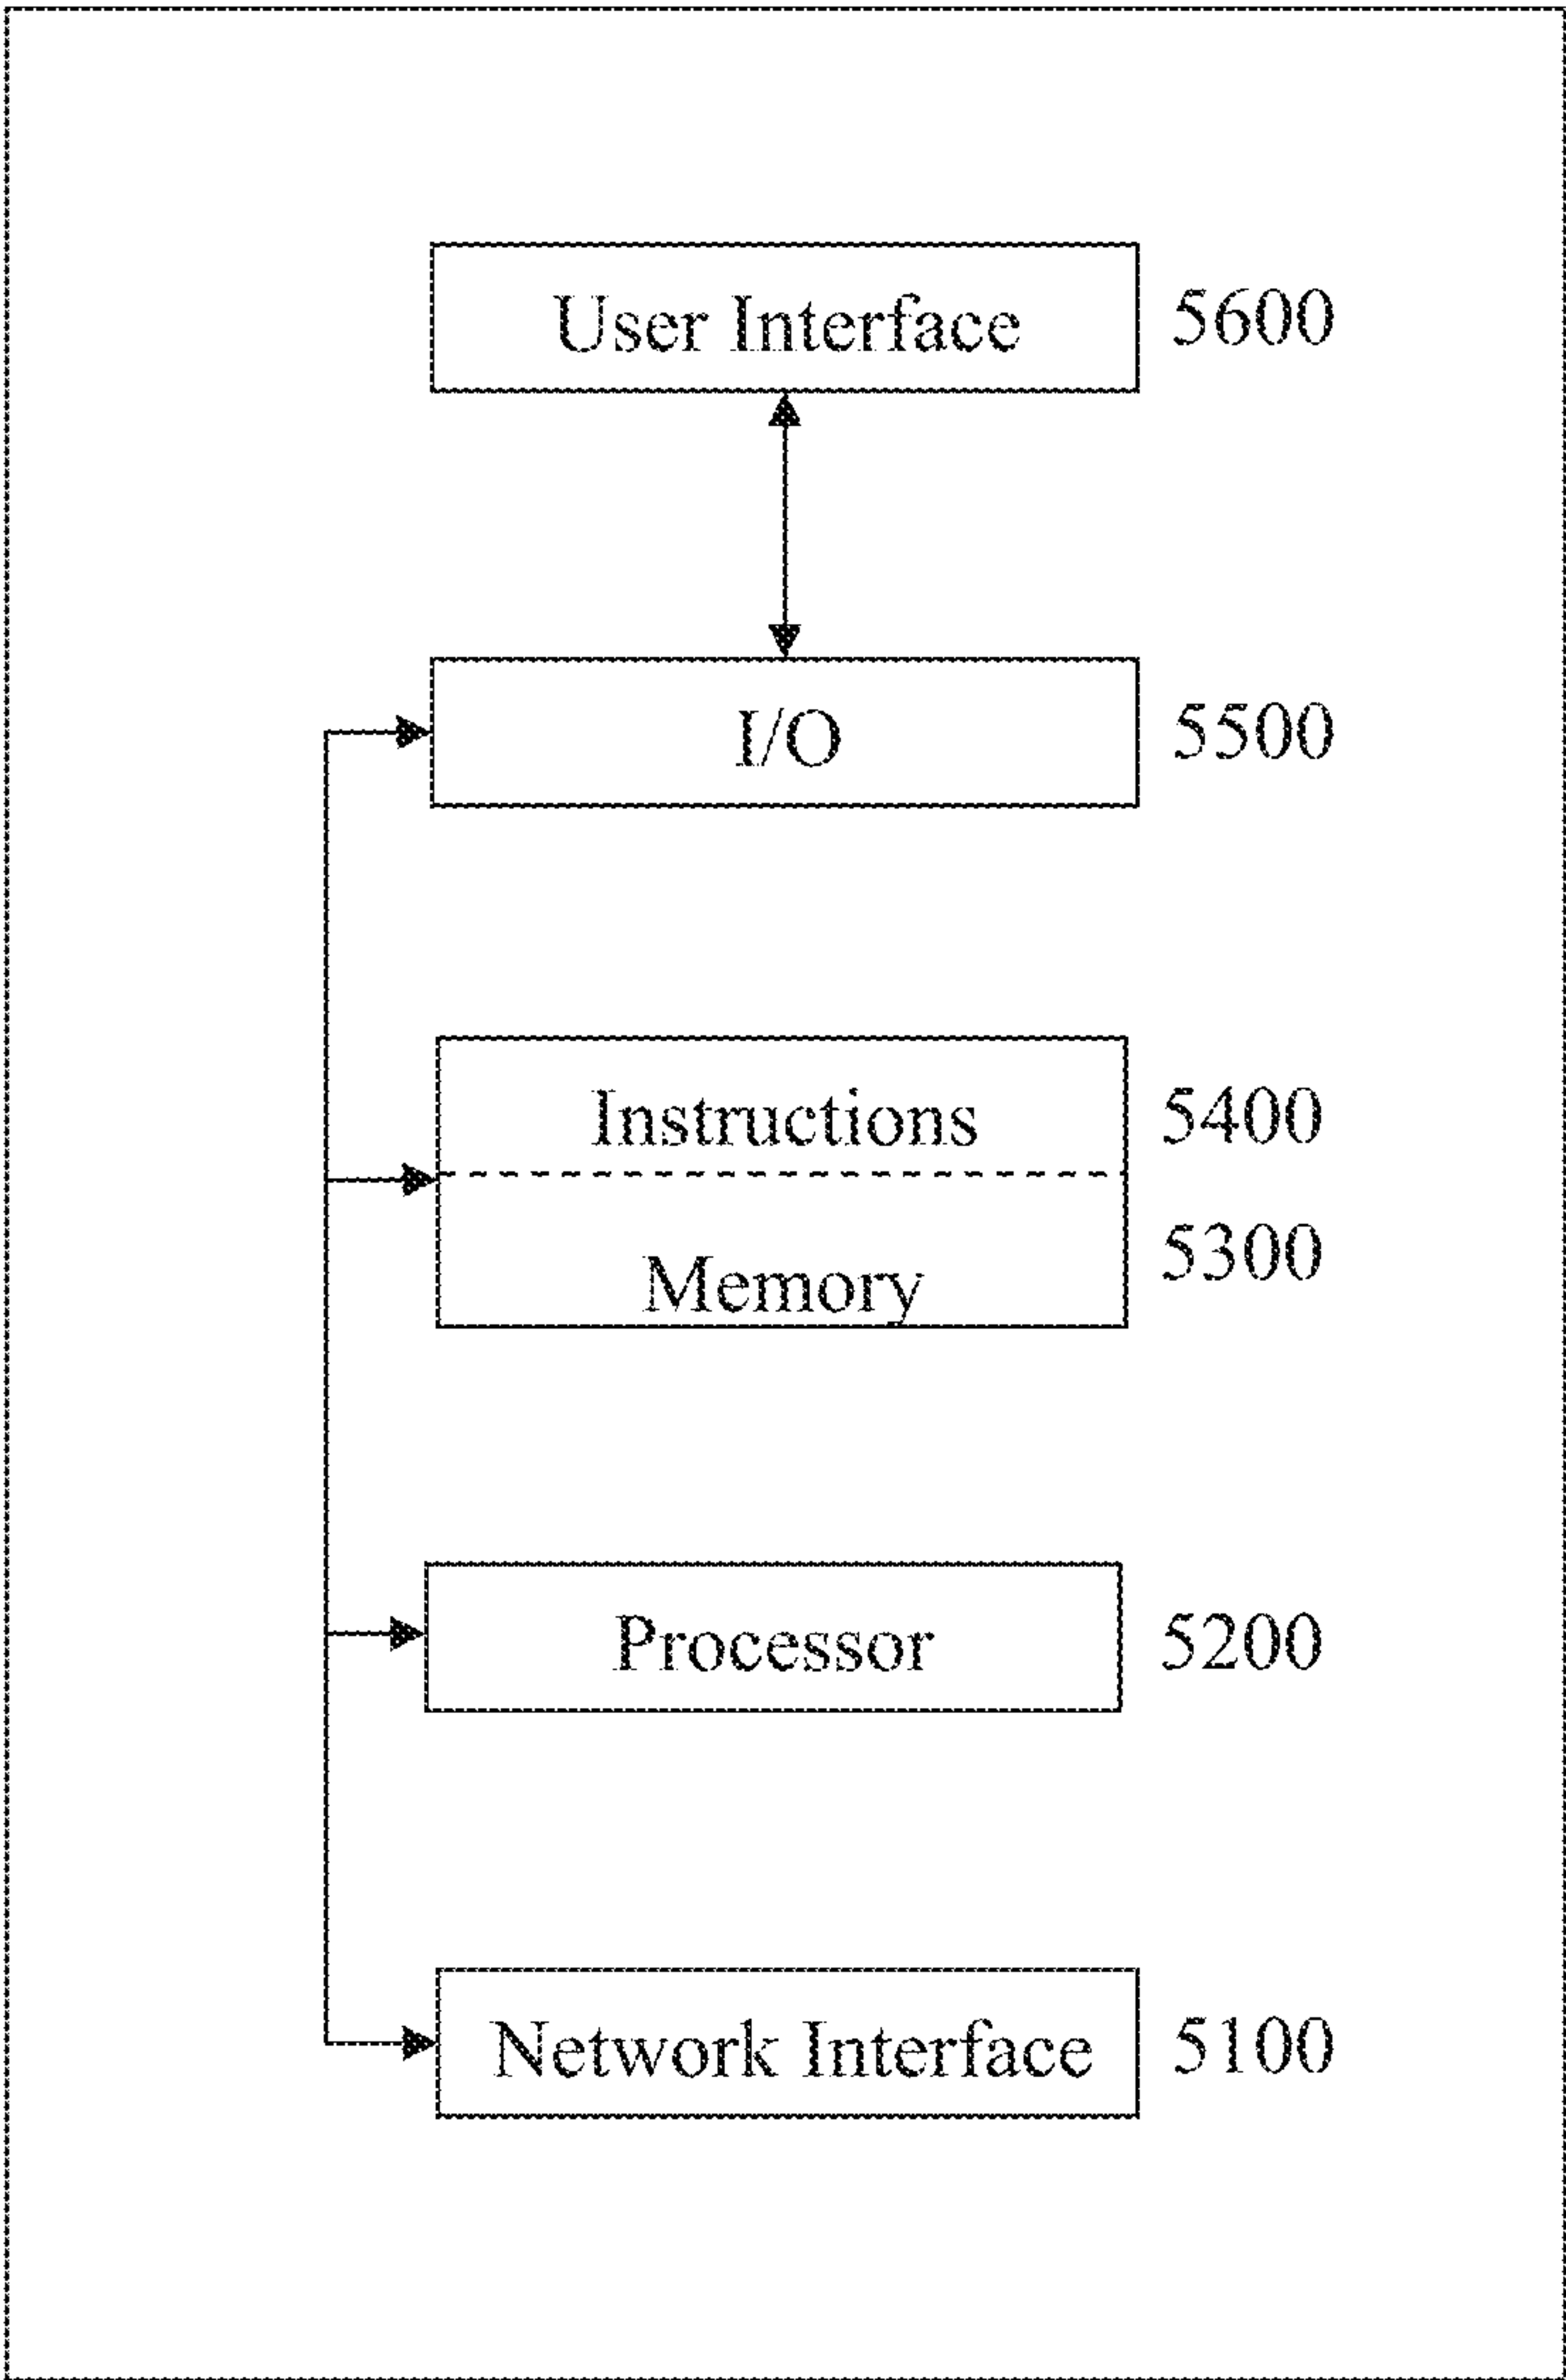 User Interface 5600
I/O 5500
Instructions 5400
Memory 5300
Processor 5200
Network Interface 5100